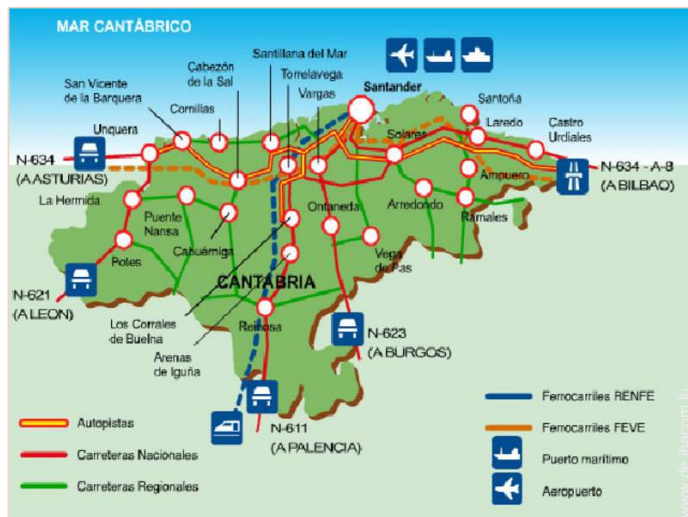 MAR CANTÁBRICO
Santillana del Mar
Cabezón
de la Sal
Torrelavega
San Vicente
de la Barquera
Vargas
Santander
Comillas
Santoña
Unquera
Laredo
Castro
Urdiales
Solares
N-634
(A ASTURIAS)
N-634 - A-8
(A BILBAO)
La Hermida
Puente
Nansa
Ontaneda
Arredondo
Ampuero
Ramales
Cabuérniga
Potes
Vega
de Pas
CANTÁBRIA
N-621
(A LEON)
Los Corrales
de Buelna
Reinosa
N-623
(A BURGOS)
Arenas
de Iguña
N-611
(A PALENCIA)
Autopistas
Carreteras Nacionales
Carreteras Regionales
Ferrocarriles RENFE
Ferrocarriles FEVE
Puerto marítimo
Aeropuerto